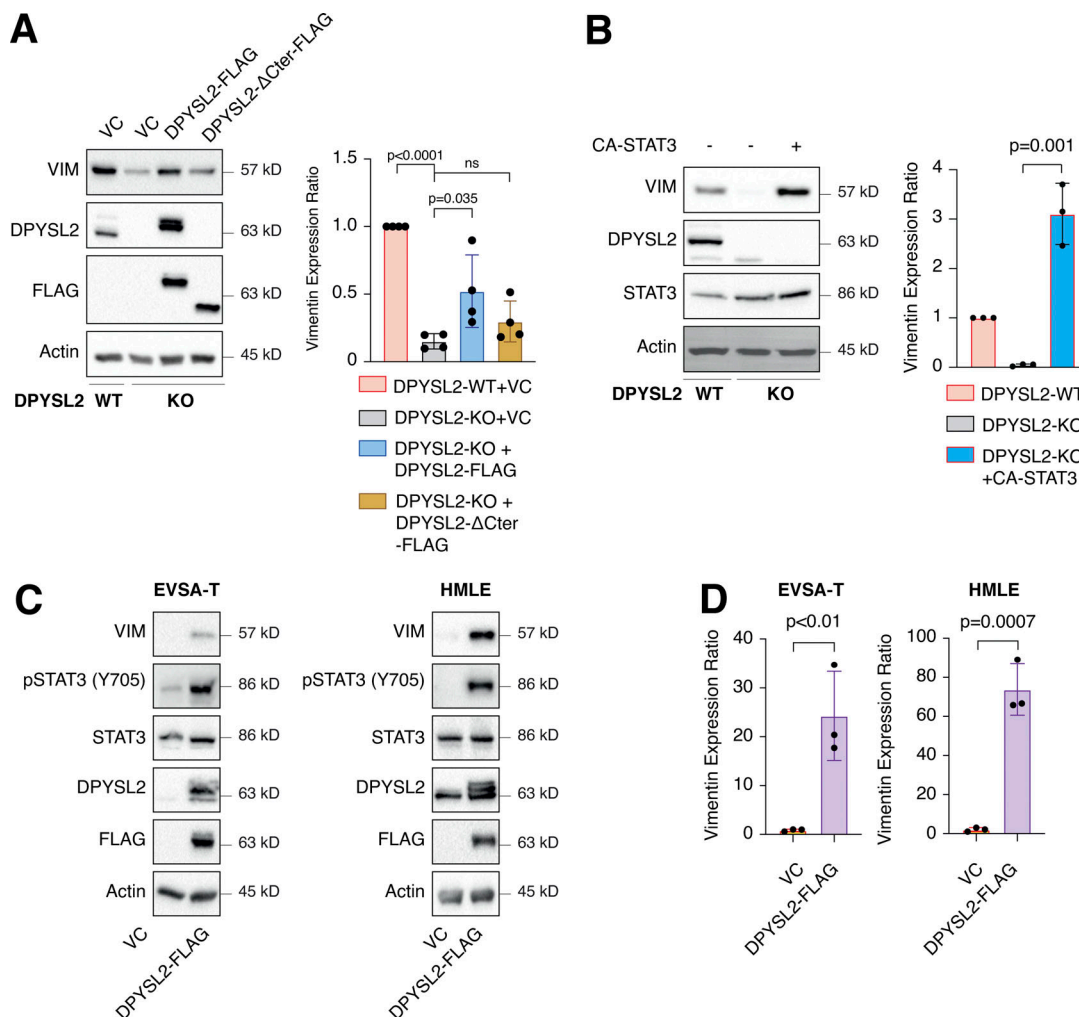 A
VC
VC
DPYSL2-FLAG
DPYSL2-ΔCter-FLAG
VIM
57 kD
DPYSL2
63 kD
FLAG
63 kD
Actin
45 kD
DPYSL2 WT KO
Vimentin Expression Ratio
1.5
1.0
0.5
0
p<0.0001
ns
p=0.035
DPYSL2-WT+VC
DPYSL2-KO+VC
DPYSL2-KO +
DPYSL2-FLAG
DPYSL2-KO +
DPYSL2-ΔCter
-FLAG
B
CA-STAT3 - - +
VIM
57 kD
DPYSL2
63 kD
STAT3
86 kD
Actin
45 kD
DPYSL2 WT KO
Vimentin Expression Ratio
4
3
2
1
0
p=0.001
DPYSL2-WT
DPYSL2-KO
DPYSL2-KO
+CA-STAT3
C
EVSA-T
VIM
57 kD
pSTAT3 (Y705)
86 kD
STAT3
86 kD
DPYSL2
63 kD
FLAG
63 kD
Actin
45 kD
VC
DPYSL2-FLAG
HMLE
VIM
57 kD
pSTAT3 (Y705)
86 kD
STAT3
86 kD
DPYSL2
63 kD
FLAG
63 kD
Actin
45 kD
VC
DPYSL2-FLAG
D
EVSA-T
p<0.01
Vimentin Expression Ratio
40
30
20
10
0
VC
DPYSL2-FLAG
HMLE
p=0.0007
Vimentin Expression Ratio
100
80
60
40
20
0
VC
DPYSL2-FLAG